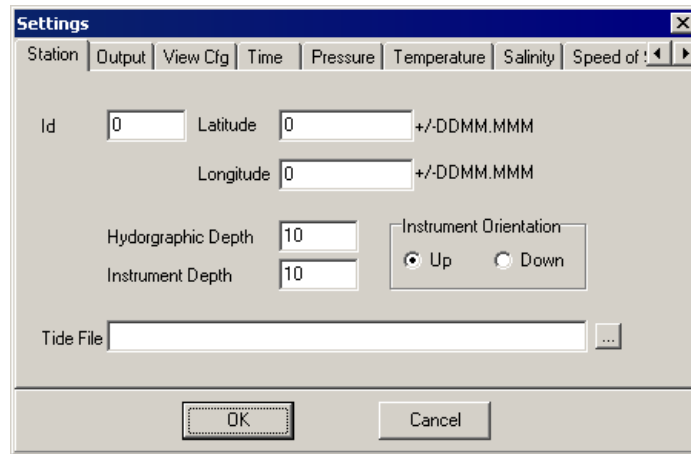 Settings
Station Output View Cfg Time Pressure Temperature Salinity Speed of
Id 0 Latitude 0 +/-DDMM.MMM
Longitude 0 +/-DDMM.MMM
Hydorgraphic Depth 10 Instrument Orientation
Instrument Depth 10 Up Down
Tide File ...
OK Cancel